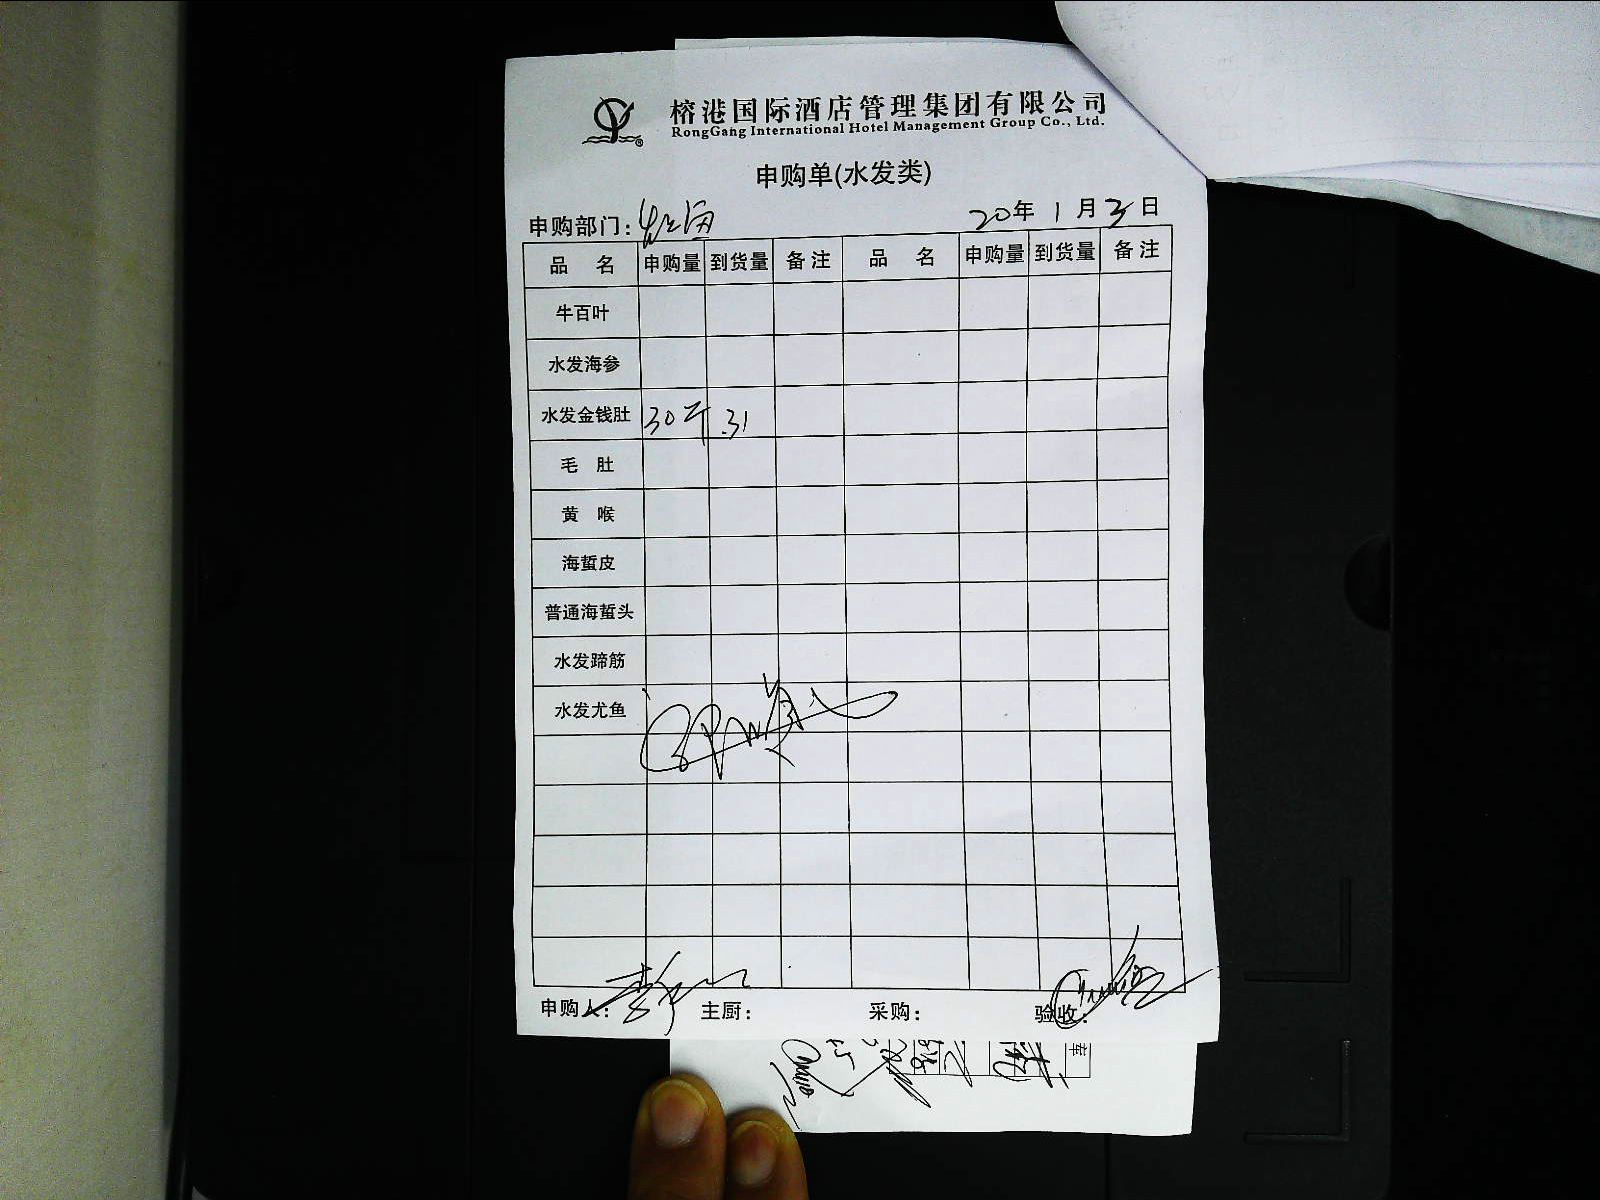 榕港国际酒店管理集团有限公司
RongGang International Hotel Management Group Co., Ltd.
申购单(水发类)
申购部门: 20年1月3日
品 名 申购量 到货量 备注 品 名 申购量 到货量 备注
牛百叶
水发海参
水发金钱肚 30斤 31
毛 肚
黄 喉
海蜇皮
普通海蜇头
水发蹄筋
水发尤鱼
申购人: 主厨: 采购: 验收: